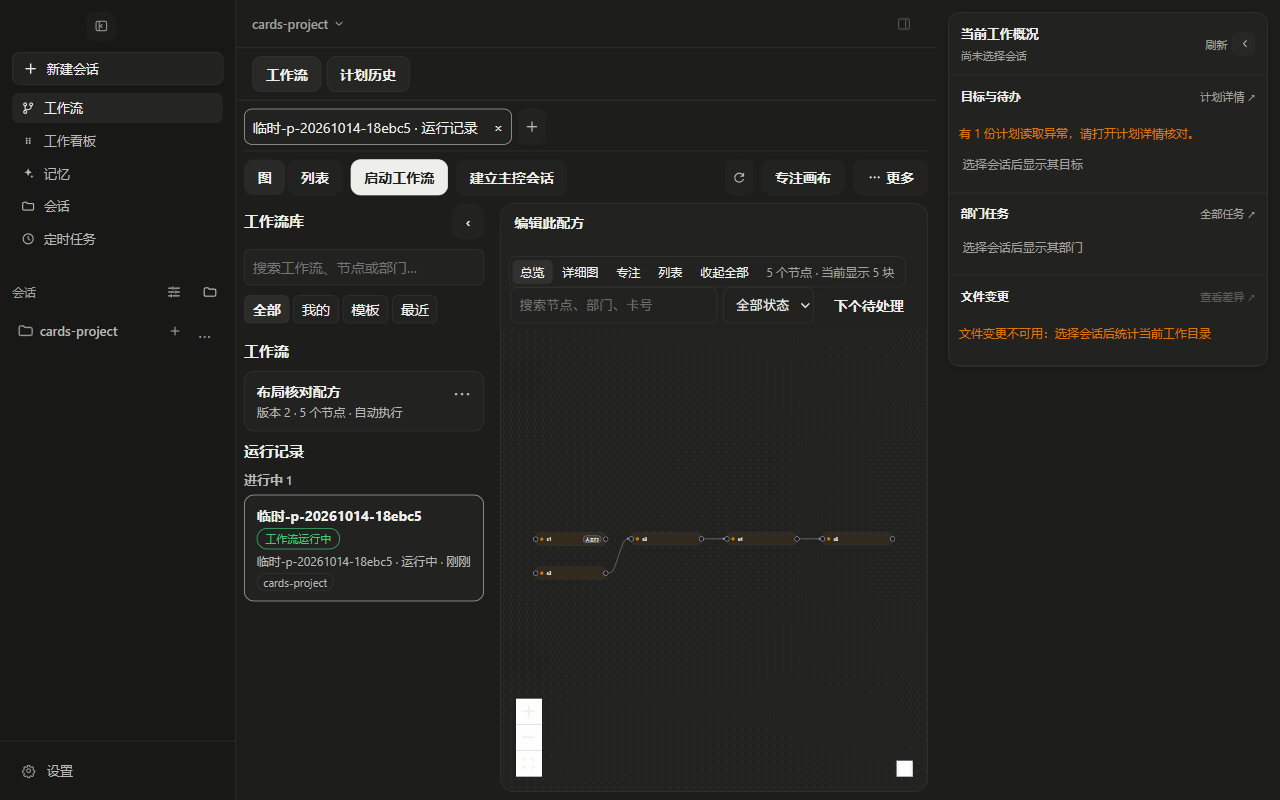 新建会话
工作流
工作看板
记忆
会话
定时任务
会话
cards-project
设置
cards-project
工作流
计划历史
临时-p-20261014-18ebc5 · 运行记录 ×
图
列表
启动工作流
建立主控会话
专注画布
更多
工作流库
搜索工作流、节点或部门...
全部
我的
模板
最近
工作流
布局核对配方
版本 2 · 5 个节点 · 自动执行
运行记录
进行中 1
临时-p-20261014-18ebc5
工作流运行中
临时-p-20261014-18ebc5 · 运行中 · 刚刚
cards-project
编辑此配方
总览
详细图
专注
列表
收起全部
5 个节点 · 当前显示 5 块
搜索节点、部门、卡号
全部状态
下个待处理
s1
s3
s4
s5
s2
当前工作概况
尚未选择会话
刷新
目标与待办
计划详情 ↗
有 1 份计划读取异常，请打开计划详情核对。
选择会话后显示其目标
部门任务
全部任务 ↗
选择会话后显示其部门
文件变更
查看差异 ↗
文件变更不可用：选择会话后统计当前工作目录